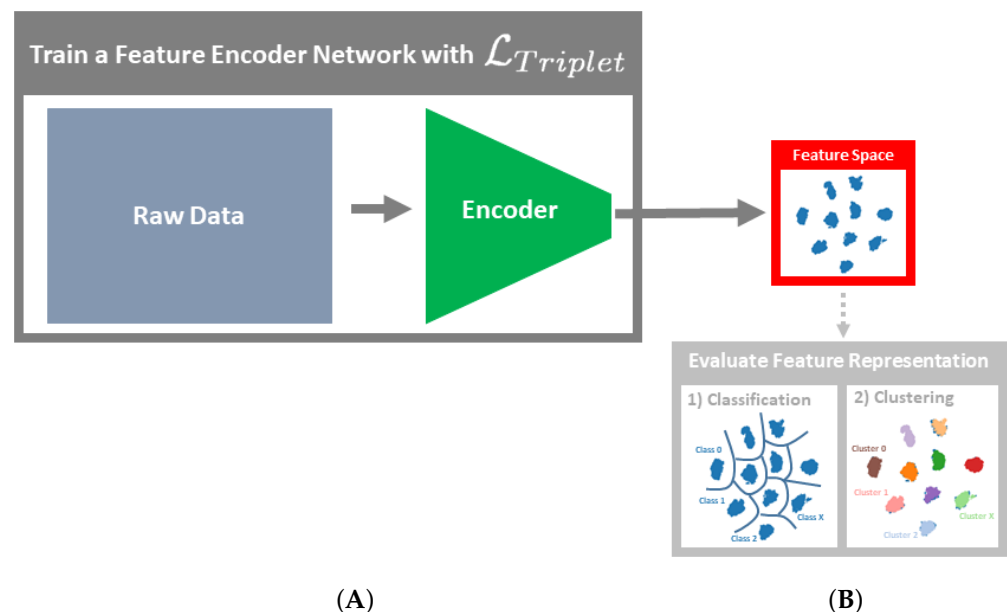 Train a Feature Encoder Network with ℒTriplet
Raw Data
Encoder
Feature Space
Evaluate Feature Representation
1) Classification
Class 0
Class 1
Class 2
Class X
2) Clustering
Cluster 0
Cluster 1
Cluster 2
Cluster X
(A)
(B)